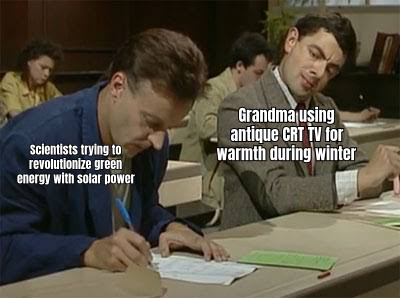 Scientists trying to
revolutionize green
energy with solar power
Grandma using
antique CRT TV for
warmth during winter